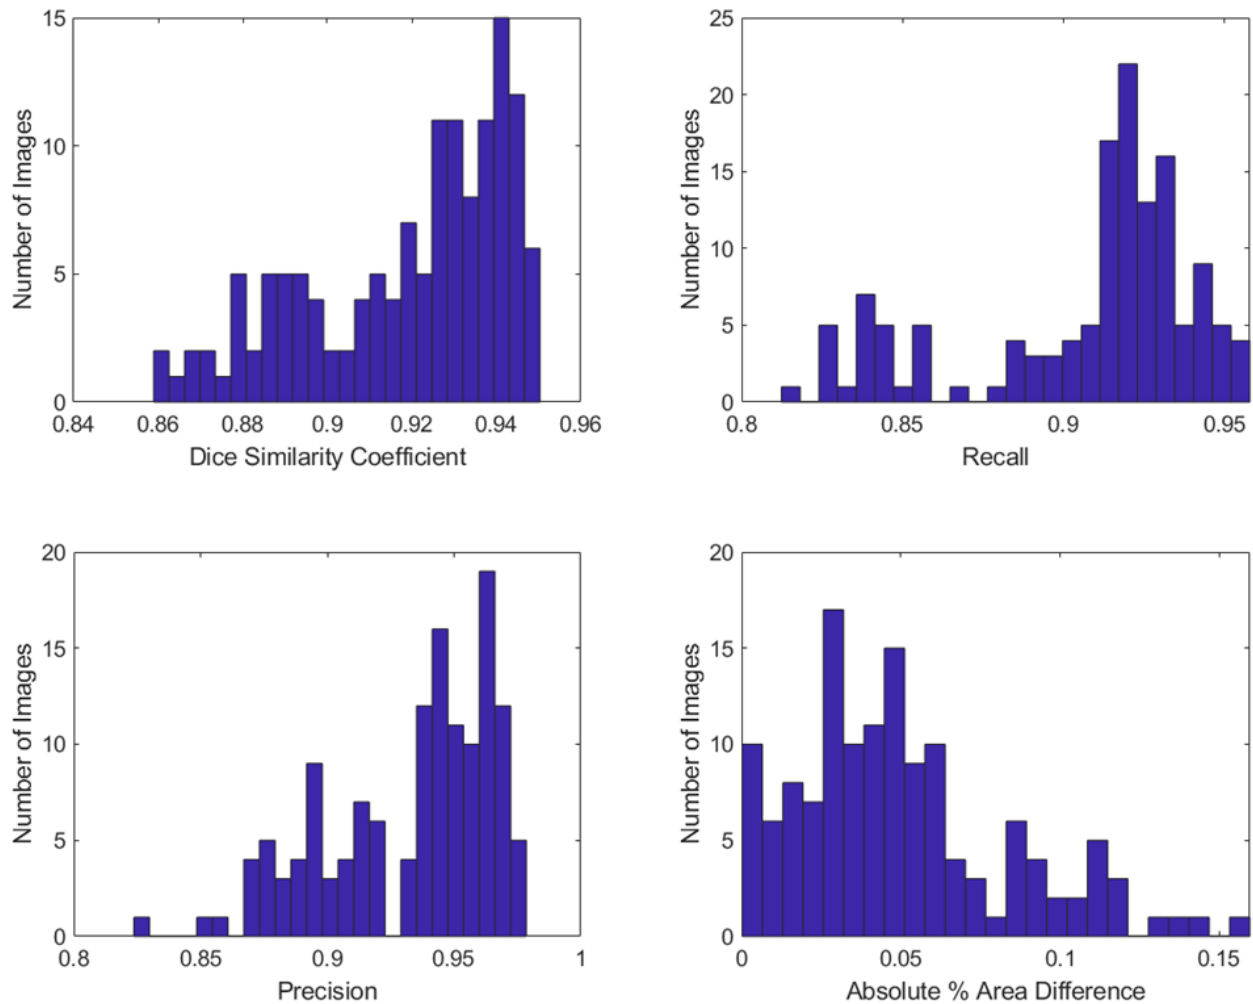 15
10
5
0
Number of Images
0.84 0.86 0.88 0.9 0.92 0.94 0.96
Dice Similarity Coefficient
25
20
15
10
5
0
Number of Images
0.8 0.85 0.9 0.95
Recall
20
15
10
5
0
Number of Images
0.8 0.85 0.9 0.95 1
Precision
20
15
10
5
0
Number of Images
0 0.05 0.1 0.15
Absolute % Area Difference